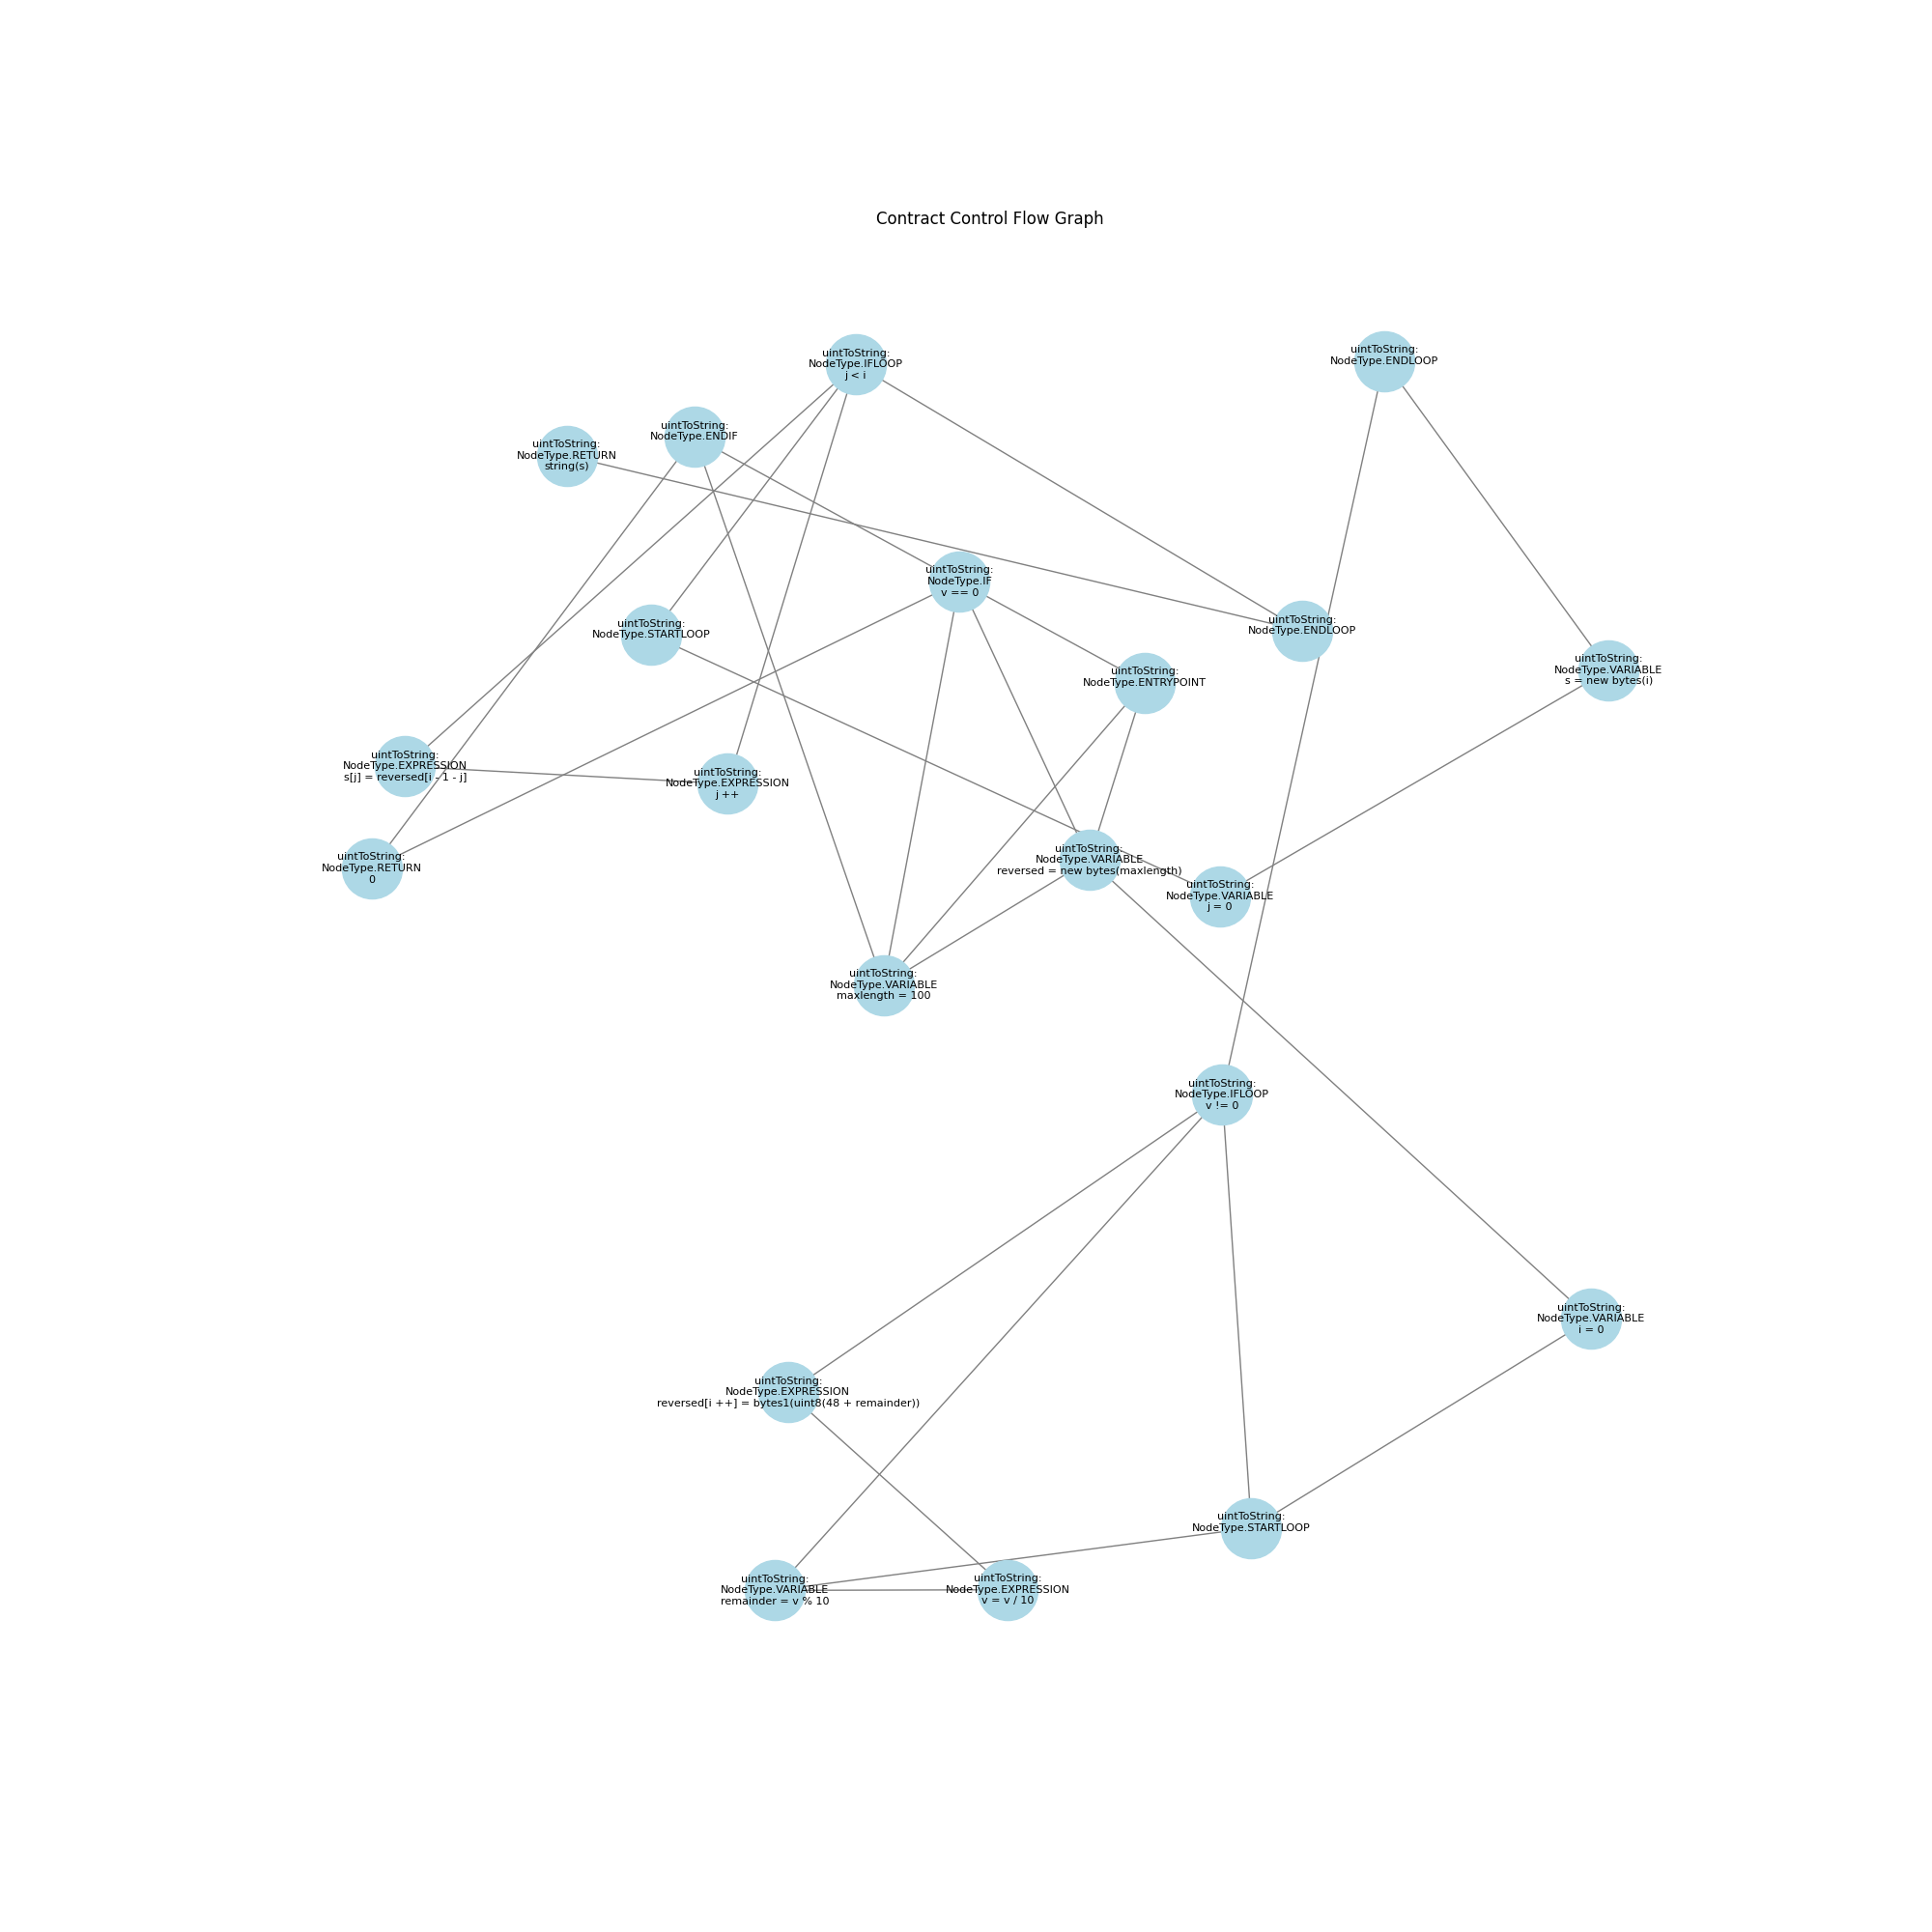 Contract Control Flow Graph
uintToString:
NodeType.IFLOOP
j < i
uintToString:
NodeType.ENDLOOP
uintToString:
NodeType.ENDIF
uintToString:
NodeType.RETURN
string(s)
uintToString:
NodeType.IF
v == 0
uintToString:
NodeType.STARTLOOP
uintToString:
NodeType.ENDLOOP
uintToString:
NodeType.VARIABLE
s = new bytes(i)
uintToString:
NodeType.ENTRYPOINT
uintToString:
NodeType.EXPRESSION
s[j] = reversed[i - 1 - j]
uintToString:
NodeType.EXPRESSION
j ++
uintToString:
NodeType.RETURN
0
uintToString:
NodeType.VARIABLE
reversed = new bytes(maxlength)
uintToString:
NodeType.VARIABLE
j = 0
uintToString:
NodeType.VARIABLE
maxlength = 100
uintToString:
NodeType.IFLOOP
v != 0
uintToString:
NodeType.VARIABLE
i = 0
uintToString:
NodeType.EXPRESSION
reversed[i ++] = bytes1(uint8(48 + remainder))
uintToString:
NodeType.STARTLOOP
uintToString:
NodeType.VARIABLE
remainder = v % 10
uintToString:
NodeType.EXPRESSION
v = v / 10